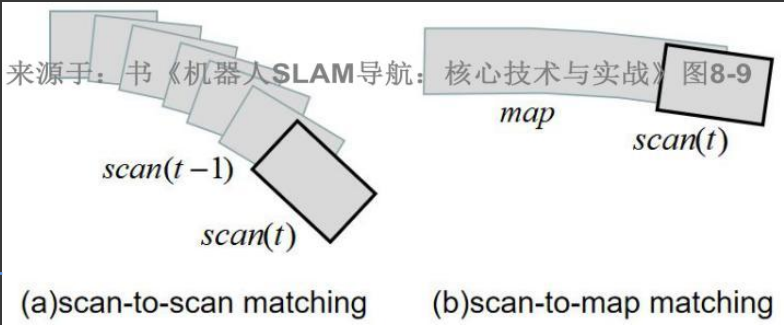 来源于：书《机器人SLAM导航：核心技术与实战》图8-9
map
scan(t)
scan(t−1)
scan(t)
(a)scan-to-scan matching
(b)scan-to-map matching